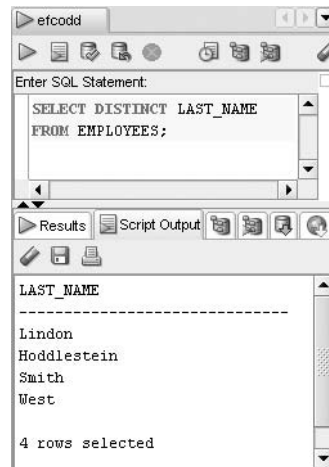 efcodd
Enter SQL Statement:
SELECT DISTINCT LAST_NAME
FROM EMPLOYEES;
Results Script Output
LAST_NAME
------------------------------
Lindon
Hoddlestein
Smith
West
4 rows selected